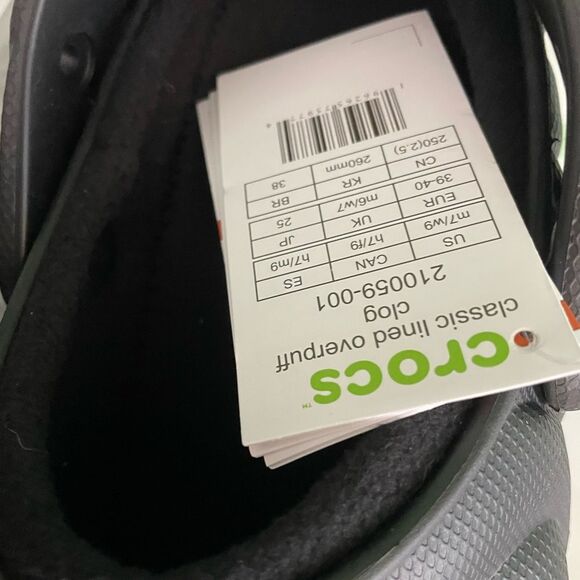 crocs™
classic lined overpuff
clog
210059-001
US CAN ES
m7/w9 h7/f9 h7/m9
EUR UK JP
39-40 m6/w7 25
CN KR BR
250(2.5) 260mm 38